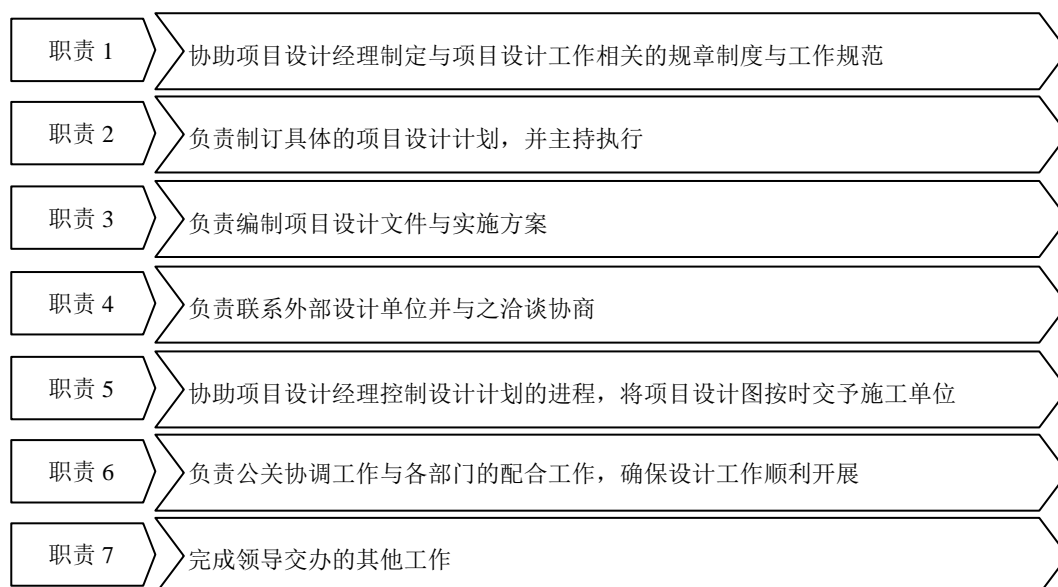 职责 1
协助项目设计经理制定与项目设计工作相关的规章制度与工作规范
职责 2
负责制订具体的项目设计计划，并主持执行
职责 3
负责编制项目设计文件与实施方案
职责 4
负责联系外部设计单位并与之洽谈协商
职责 5
协助项目设计经理控制设计计划的进程，将项目设计图按时交予施工单位
职责 6
负责公关协调工作与各部门的配合工作，确保设计工作顺利开展
职责 7
完成领导交办的其他工作